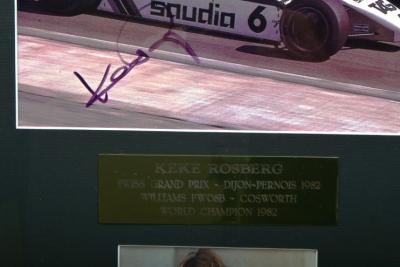 saudia 6
KEKE ROSBERG
SWISS GRAND PRIX - DIJON-PERNOIS 1982
WILLIAMS FW08B - COSWORTH
WORLD CHAMPION 1982